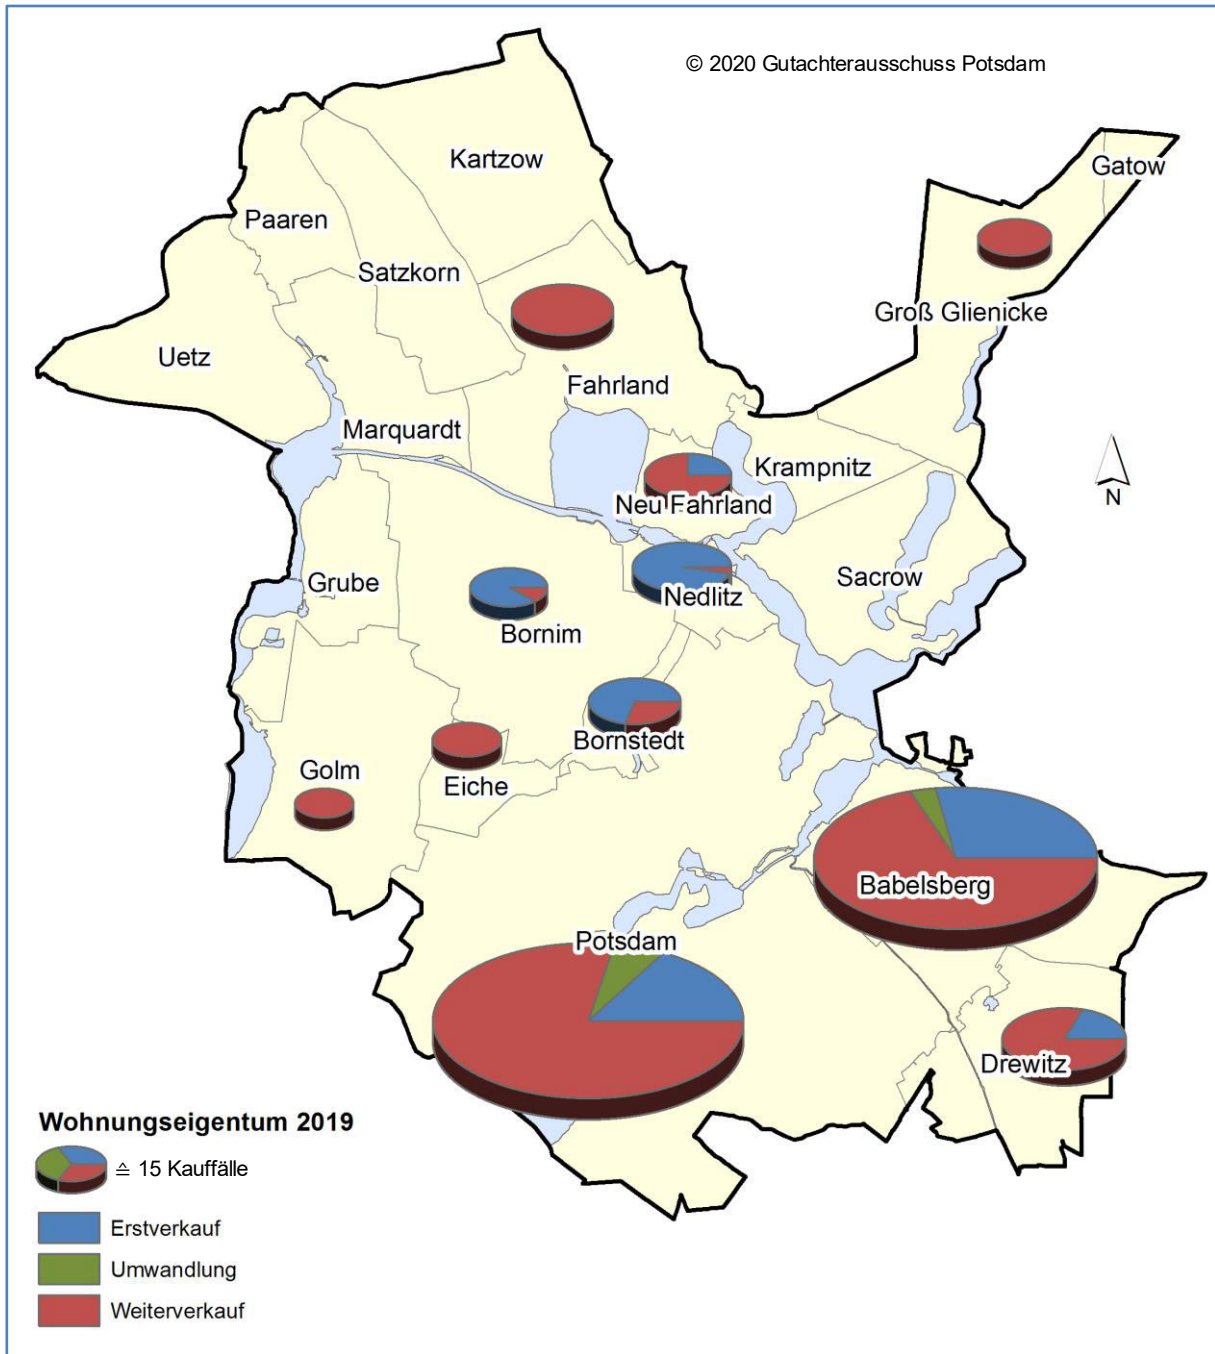 © 2020 Gutachterausschuss Potsdam
Kartzow
Gatow
Paaren
Satzkorn
Groß Glienicke
Uetz
Fahrland
Marquardt
Krampnitz
Neu Fahrland
Grube
Sacrow
Nedlitz
Bornim
Bornstedt
Golm
Eiche
Babelsberg
Potsdam
Drewitz
N
Wohnungseigentum 2019
≙ 15 Kauffälle
Erstverkauf
Umwandlung
Weiterverkauf